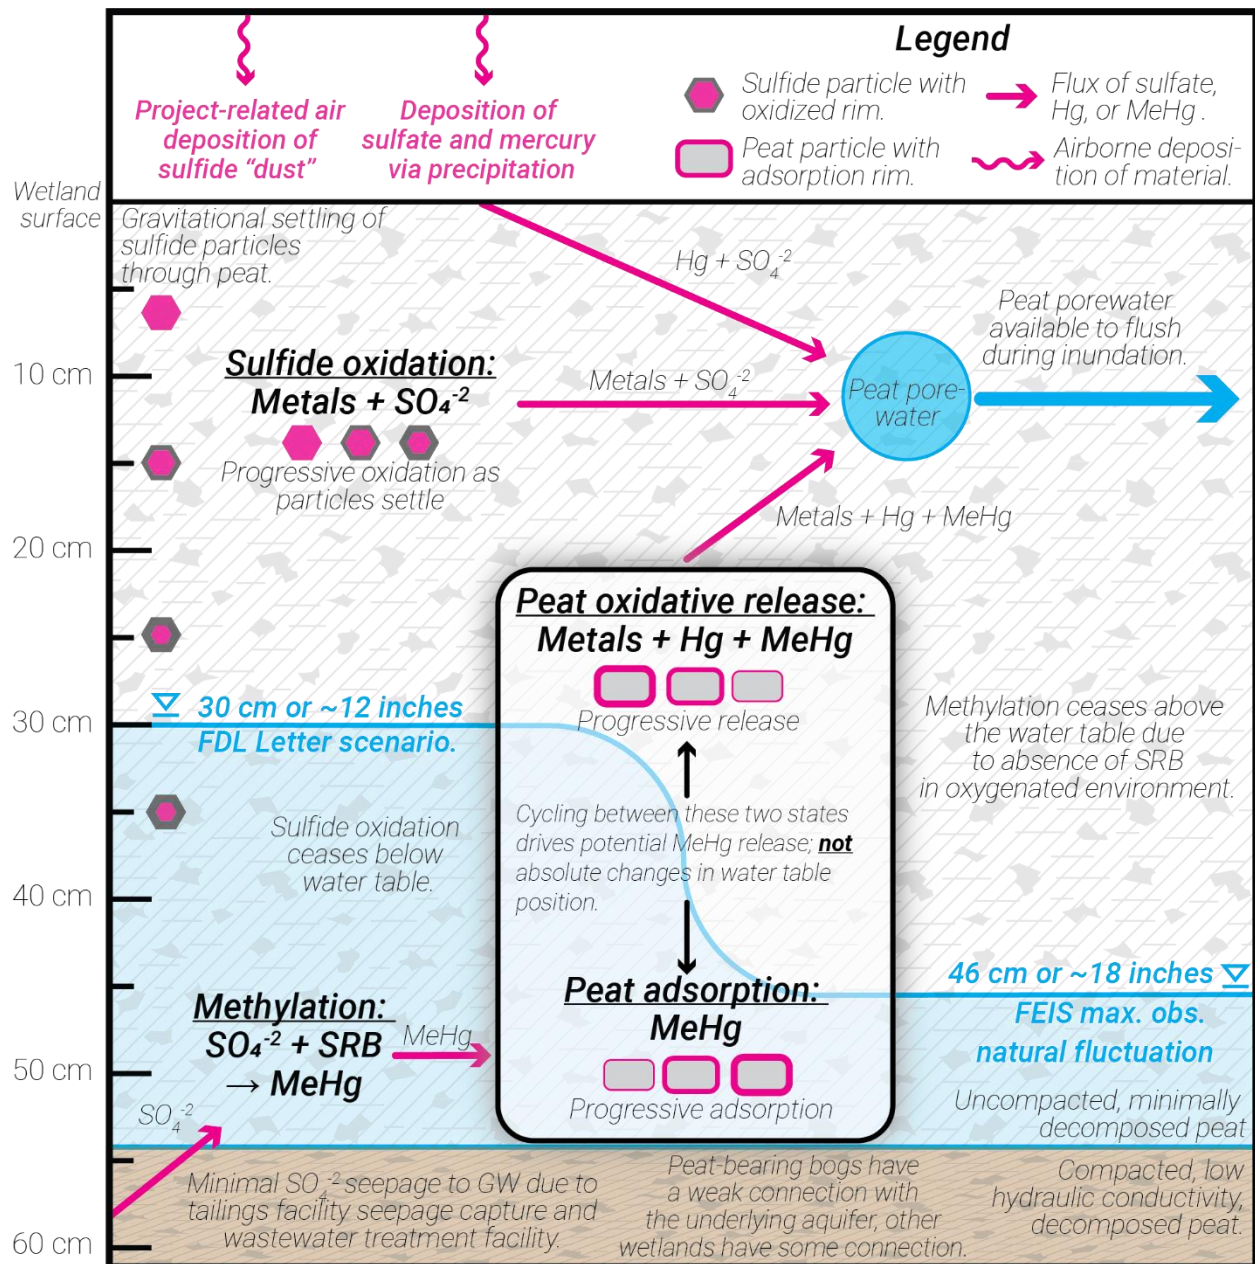 Legend
Sulfide particle with
oxidized rim.
Flux of sulfate,
Hg, or MeHg .
Peat particle with
adsorption rim.
Airborne deposi-
tion of material.
Project-related air
deposition of
sulfide “dust”
Deposition of
sulfate and mercury
via precipitation
Wetland
surface
Gravitational settling of
sulfide particles
through peat.
Hg + SO₄⁻²
Peat porewater
available to flush
during inundation.
10 cm
Sulfide oxidation:
Metals + SO₄⁻²
Metals + SO₄⁻²
Peat pore-
water
Progressive oxidation as
particles settle
Metals + Hg + MeHg
20 cm
Peat oxidative release:
Metals + Hg + MeHg
Progressive release
30 cm
30 cm or ~12 inches
FDL Letter scenario.
Methylation ceases above
the water table due
to absence of SRB
in oxygenated environment.
Sulfide oxidation
ceases below
water table.
Cycling between these two states
drives potential MeHg release; not
absolute changes in water table
position.
40 cm
46 cm or ~18 inches
FEIS max. obs.
natural fluctuation
Methylation:
SO₄⁻² + SRB
→ MeHg
MeHg
Peat adsorption:
MeHg
Progressive adsorption
50 cm
SO₄⁻²
Uncompacted, minimally
decomposed peat
Minimal SO₄⁻² seepage to GW due to
tailings facility seepage capture and
wastewater treatment facility.
Peat-bearing bogs have
a weak connection with
the underlying aquifer, other
wetlands have some connection.
Compacted, low
hydraulic conductivity,
decomposed peat.
60 cm